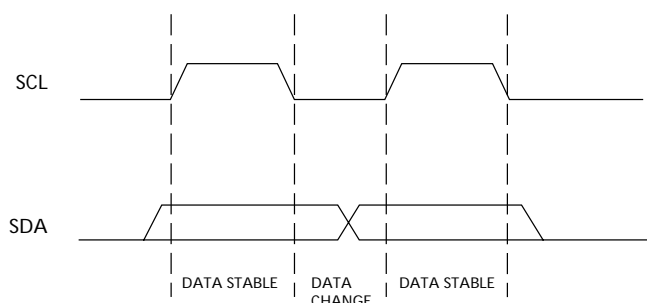 SCL
SDA
DATA STABLE
DATA
CHANGE
DATA STABLE